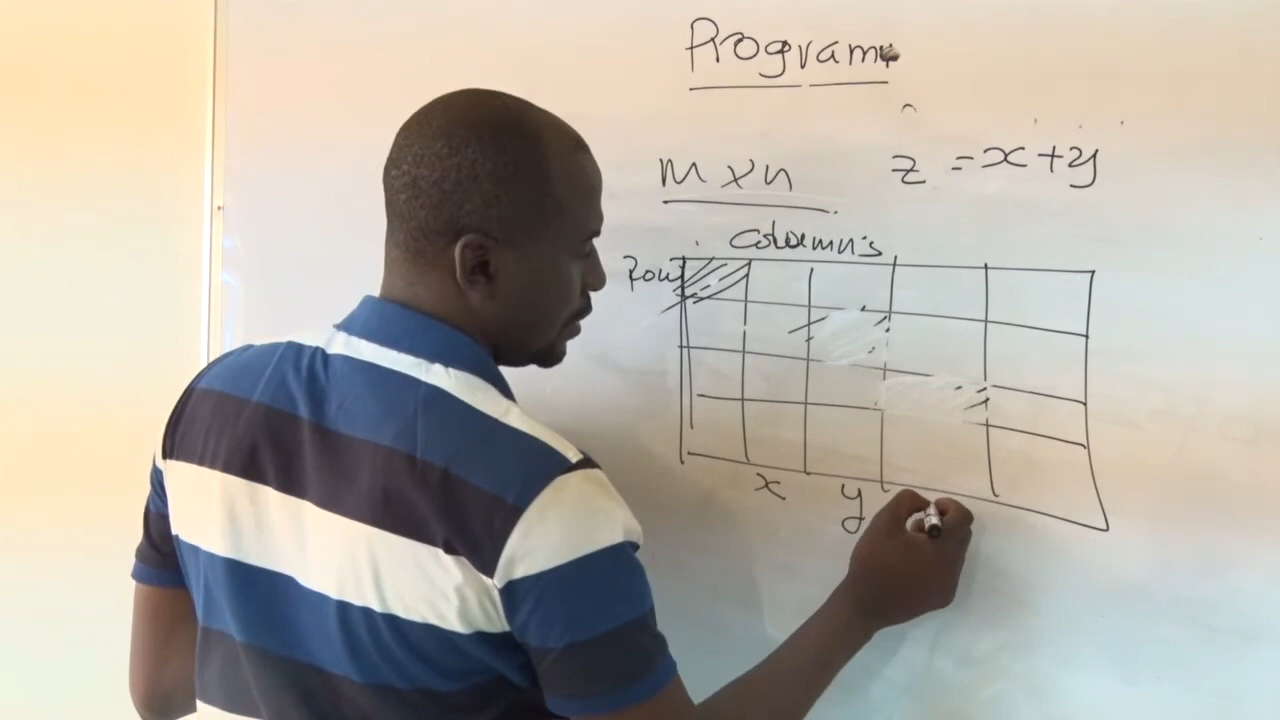 Program
m x n
z = x + y
Columns
Row
x y